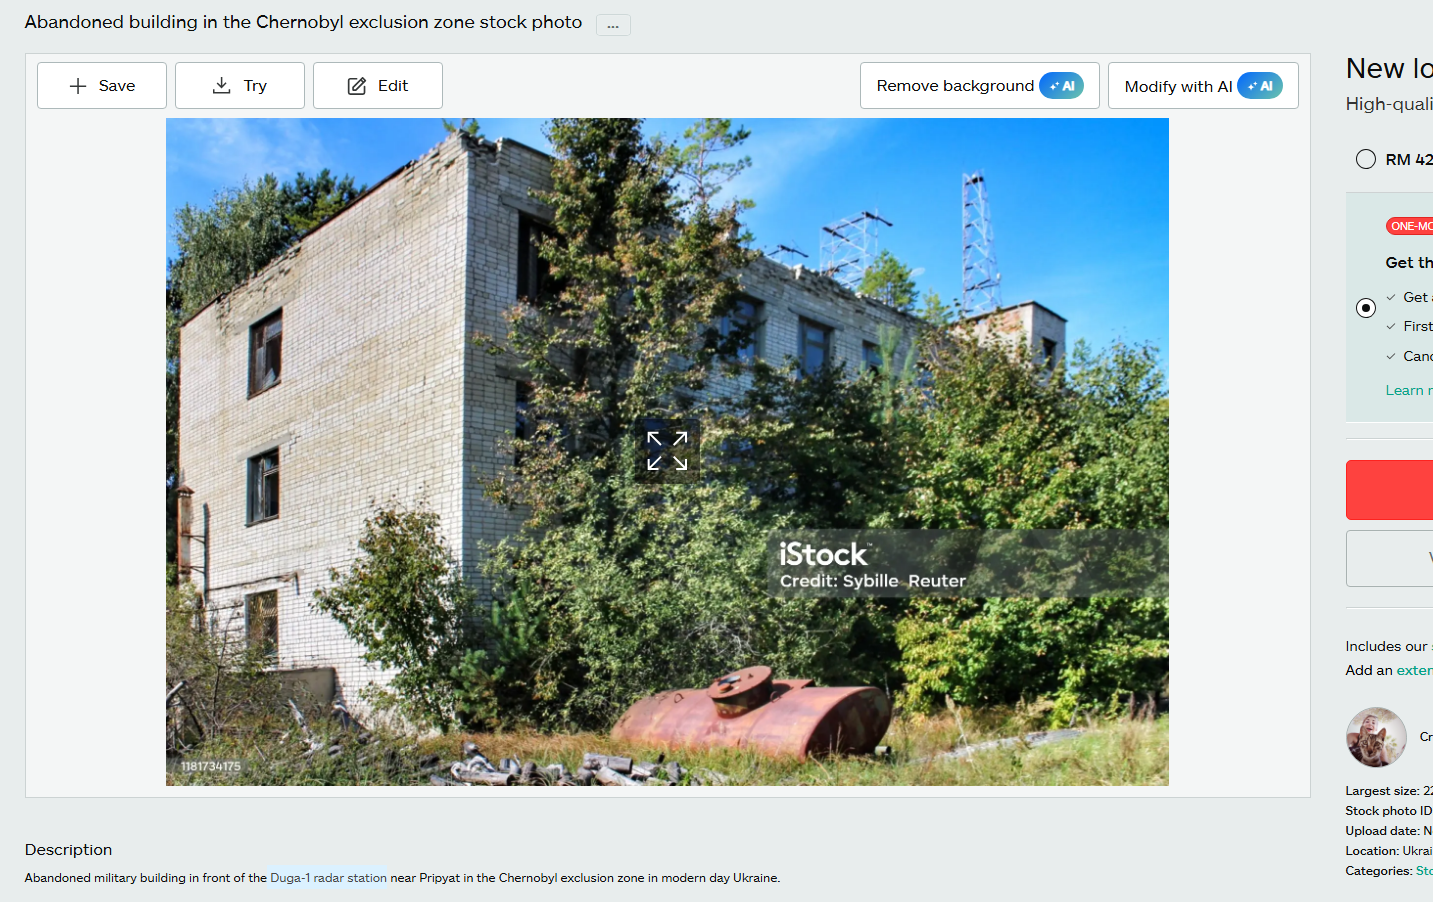 Abandoned building in the Chernobyl exclusion zone stock photo ...
Save
Try
Edit
Remove background AI
Modify with AI AI
iStock
Credit: Sybille Reuter
1181734175
Description
Abandoned military building in front of the Duga-1 radar station near Pripyat in the Chernobyl exclusion zone in modern day Ukraine.
New lo
High-quali
RM 42
ONE-MO
Get th
Get
First
Canc
Learn r
Includes our
Add an exten
Cr
Largest size: 22
Stock photo ID
Upload date: N
Location: Ukrai
Categories: Sto